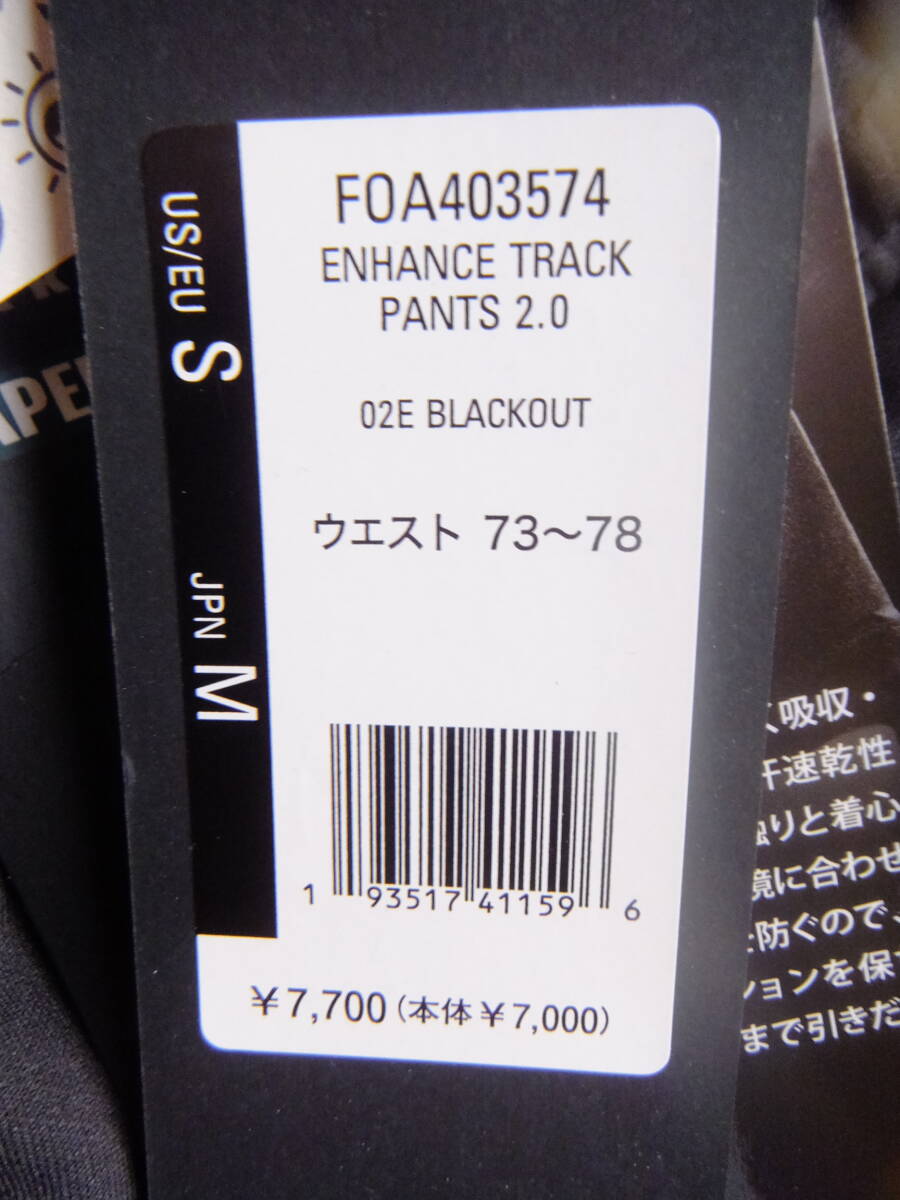 US/EU S
JPN M
FOA403574
ENHANCE TRACK
PANTS 2.0
02E BLACKOUT
ウエスト 73～78
1 93517 41159 6
¥7,700(本体¥7,000)
吸収・
汗速乾性
りと着心
境に合わせ
防ぐので、
ションを保
まで引きだ